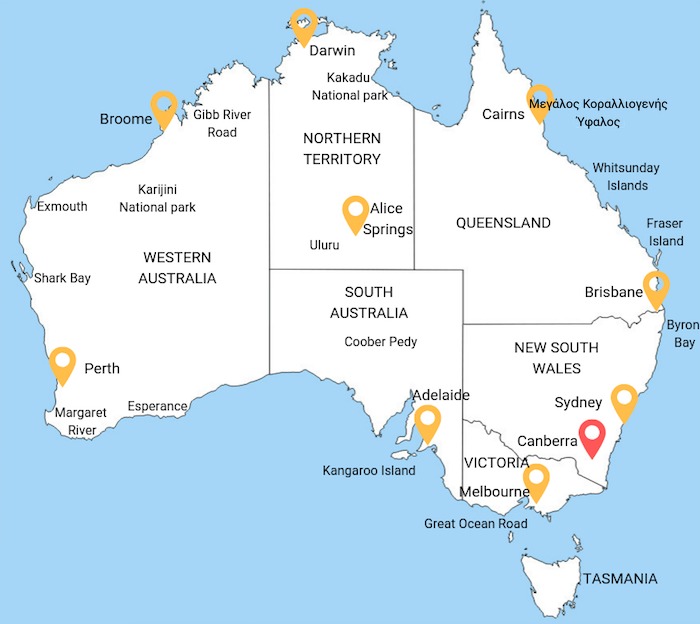 Darwin
Kakadu
National park
Broome
Gibb River
Road
Cairns
Μεγάλος Κοραλλιογενής
Ύφαλος
NORTHERN
TERRITORY
Whitsunday
Islands
Karijini
National park
Exmouth
Alice
Springs
Uluru
QUEENSLAND
Fraser
Island
WESTERN
AUSTRALIA
Shark Bay
SOUTH
AUSTRALIA
Coober Pedy
Brisbane
Byron
Bay
NEW SOUTH
WALES
Perth
Margaret
River
Esperance
Adelaide
Sydney
Canberra
Kangaroo Island
VICTORIA
Melbourne
Great Ocean Road
TASMANIA